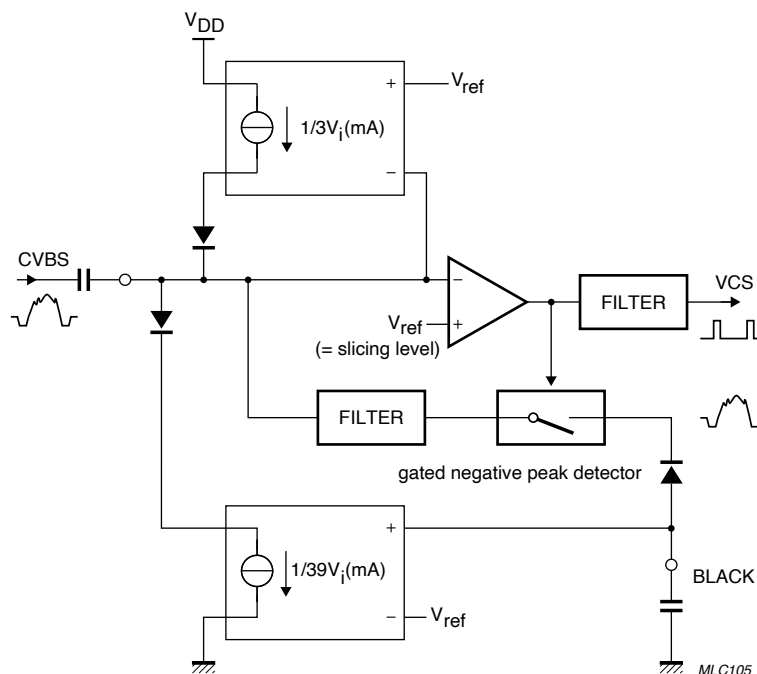 VDD
+
Vref
1/3Vi(mA)
−
CVBS
−
FILTER
VCS
Vref
+
(= slicing level)
FILTER
gated negative peak detector
+
1/39Vi(mA)
BLACK
−
Vref
MLC105